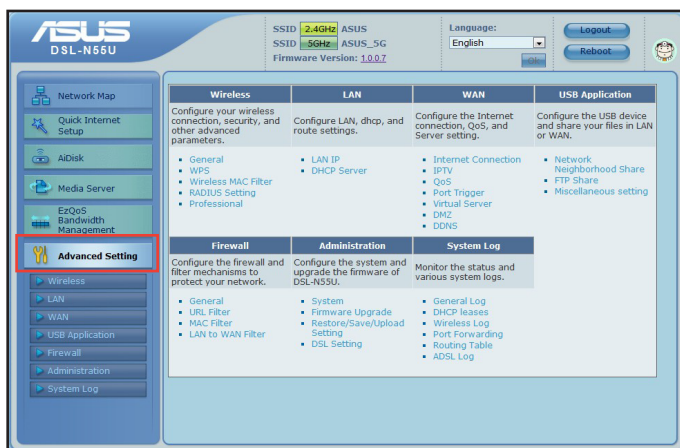 ASUS
DSL-N55U
SSID 2.4GHz ASUS
SSID 5GHz ASUS_5G
Firmware Version: 1.0.0.7
Language:
English
Ok
Logout
Reboot
Network Map
Quick Internet
Setup
AiDisk
Media Server
EzQoS
Bandwidth
Management
Advanced Setting
Wireless
LAN
WAN
USB Application
Firewall
Administration
System Log
Wireless
Configure your wireless
connection, security, and
other advanced
parameters.
General
WPS
Wireless MAC Filter
RADIUS Setting
Professional
LAN
Configure LAN, dhcp, and
route settings.
LAN IP
DHCP Server
WAN
Configure the Internet
connection, QoS, and
Server setting.
Internet Connection
IPTV
QoS
Port Trigger
Virtual Server
DMZ
DDNS
USB Application
Configure the USB device
and share your files in LAN
or WAN.
Network
Neighborhood Share
FTP Share
Miscellaneous setting
Firewall
Configure the firewall and
filter mechanisms to
protect your network.
General
URL Filter
MAC Filter
LAN to WAN Filter
Administration
Configure the system and
upgrade the firmware of
DSL-N55U.
System
Firmware Upgrade
Restore/Save/Upload
Setting
DSL Setting
System Log
Monitor the status and
various system logs.
General Log
DHCP leases
Wireless Log
Port Forwarding
Routing Table
ADSL Log